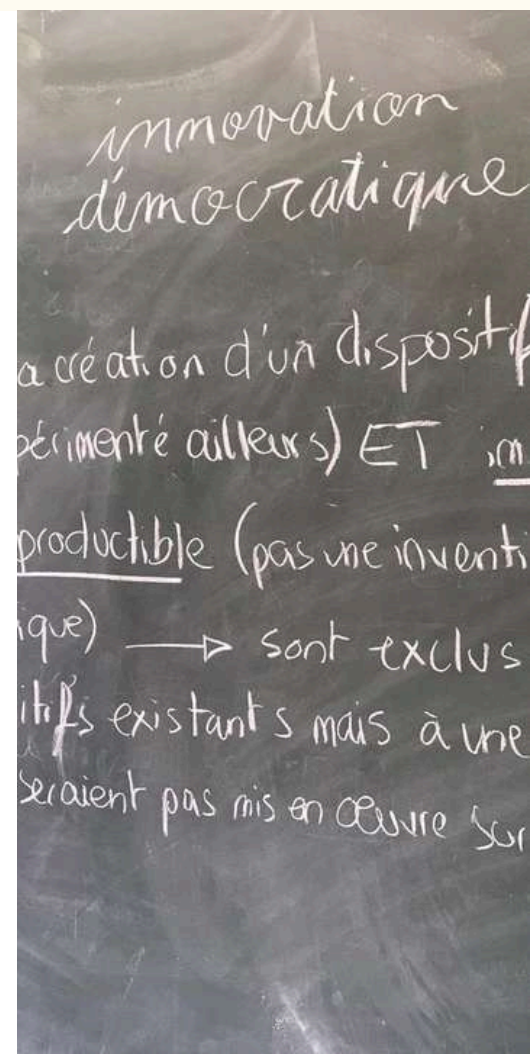 innovation
démocratique
a création d'un dispositif
périmenté ailleurs) ET in
productible (pas une inventi
ique) → sont exclus
itifs existants mais à une
seraient pas mis en œuvre sur